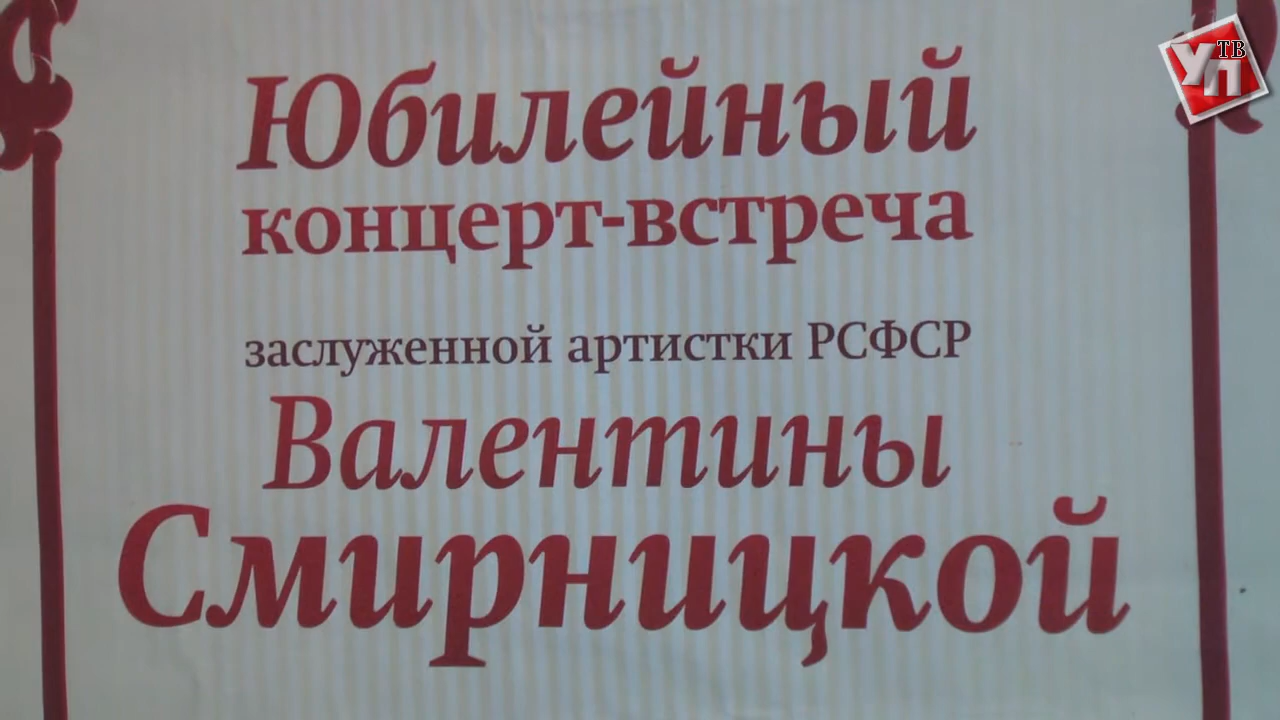 УП ТВ
Юбилейный
концерт-встреча
заслуженной артистки РСФСР
Валентины
Смирницкой